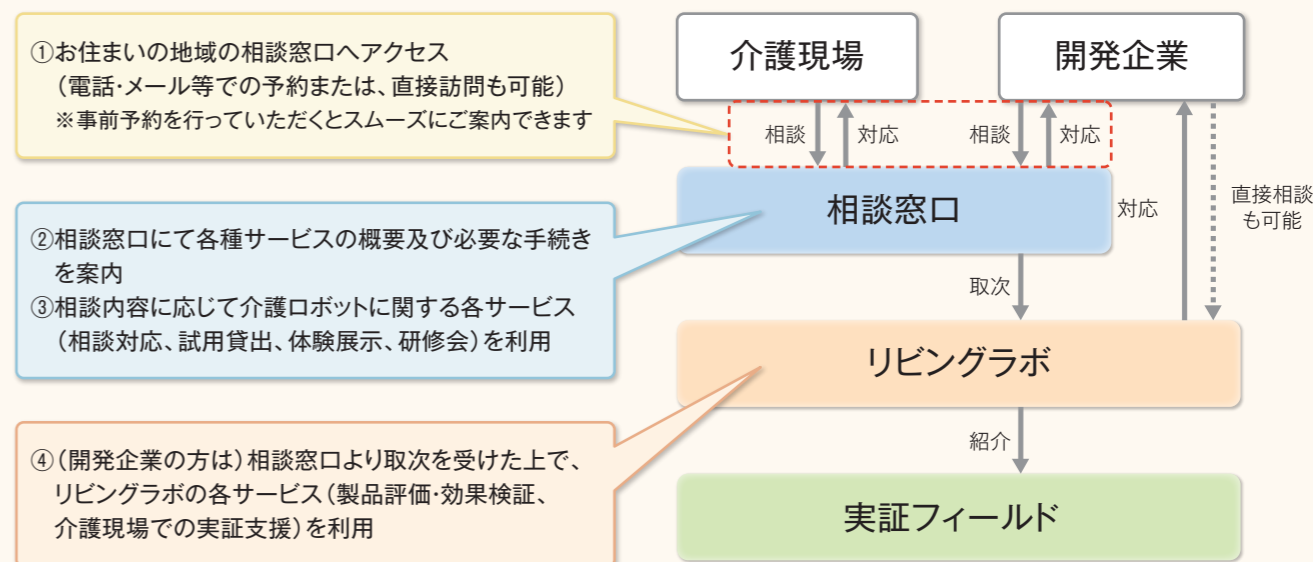 ①お住まいの地域の相談窓口へアクセス
(電話・メール等での予約または、直接訪問も可能)
※事前予約を行っていただくとスムーズにご案内できます
②相談窓口にて各種サービスの概要及び必要な手続き
を案内
③相談内容に応じて介護ロボットに関する各サービス
(相談対応、試用貸出、体験展示、研修会)を利用
④(開発企業の方は)相談窓口より取次を受けた上で、
リビングラボの各サービス(製品評価・効果検証、
介護現場での実証支援)を利用
介護現場
開発企業
相談
対応
相談
対応
相談窓口
対応
直接相談
も可能
取次
リビングラボ
紹介
実証フィールド